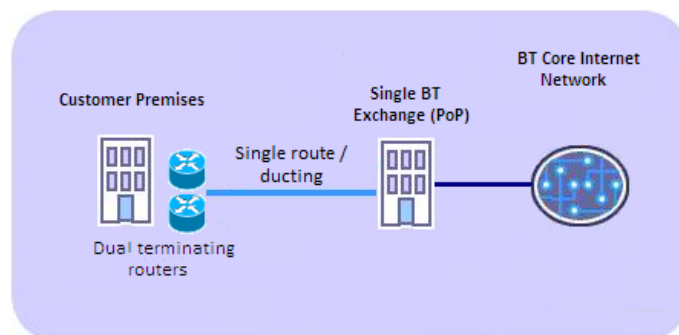 BT Core Internet
Network
Single BT
Exchange (PoP)
Customer Premises
Single route /
ducting
Dual terminating
routers